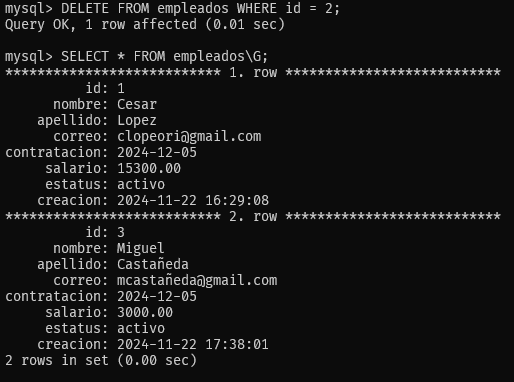 mysql> DELETE FROM empleados WHERE id = 2;
Query OK, 1 row affected (0.01 sec)

mysql> SELECT * FROM empleados\G;
*************************** 1. row ***************************
          id: 1
      nombre: Cesar
    apellido: Lopez
      correo: clopeori@gmail.com
contratacion: 2024-12-05
     salario: 15300.00
     estatus: activo
    creacion: 2024-11-22 16:29:08
*************************** 2. row ***************************
          id: 3
      nombre: Miguel
    apellido: Castañeda
      correo: mcastañeda@gmail.com
contratacion: 2024-12-05
     salario: 3000.00
     estatus: activo
    creacion: 2024-11-22 17:38:01
2 rows in set (0.00 sec)